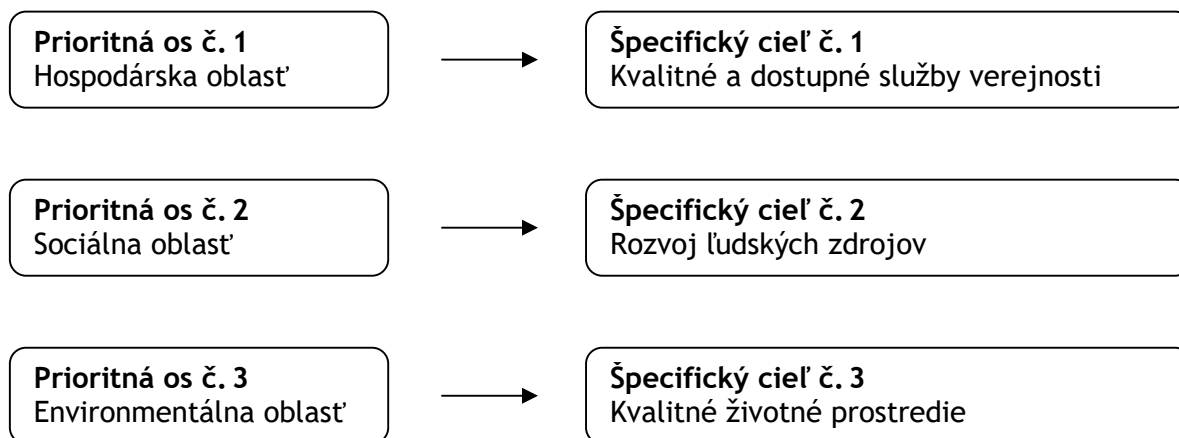 Prioritná os č. 1
Hospodárska oblasť
Špecifický cieľ č. 1
Kvalitné a dostupné služby verejnosti
Prioritná os č. 2
Sociálna oblasť
Špecifický cieľ č. 2
Rozvoj ľudských zdrojov
Prioritná os č. 3
Environmentálna oblasť
Špecifický cieľ č. 3
Kvalitné životné prostredie